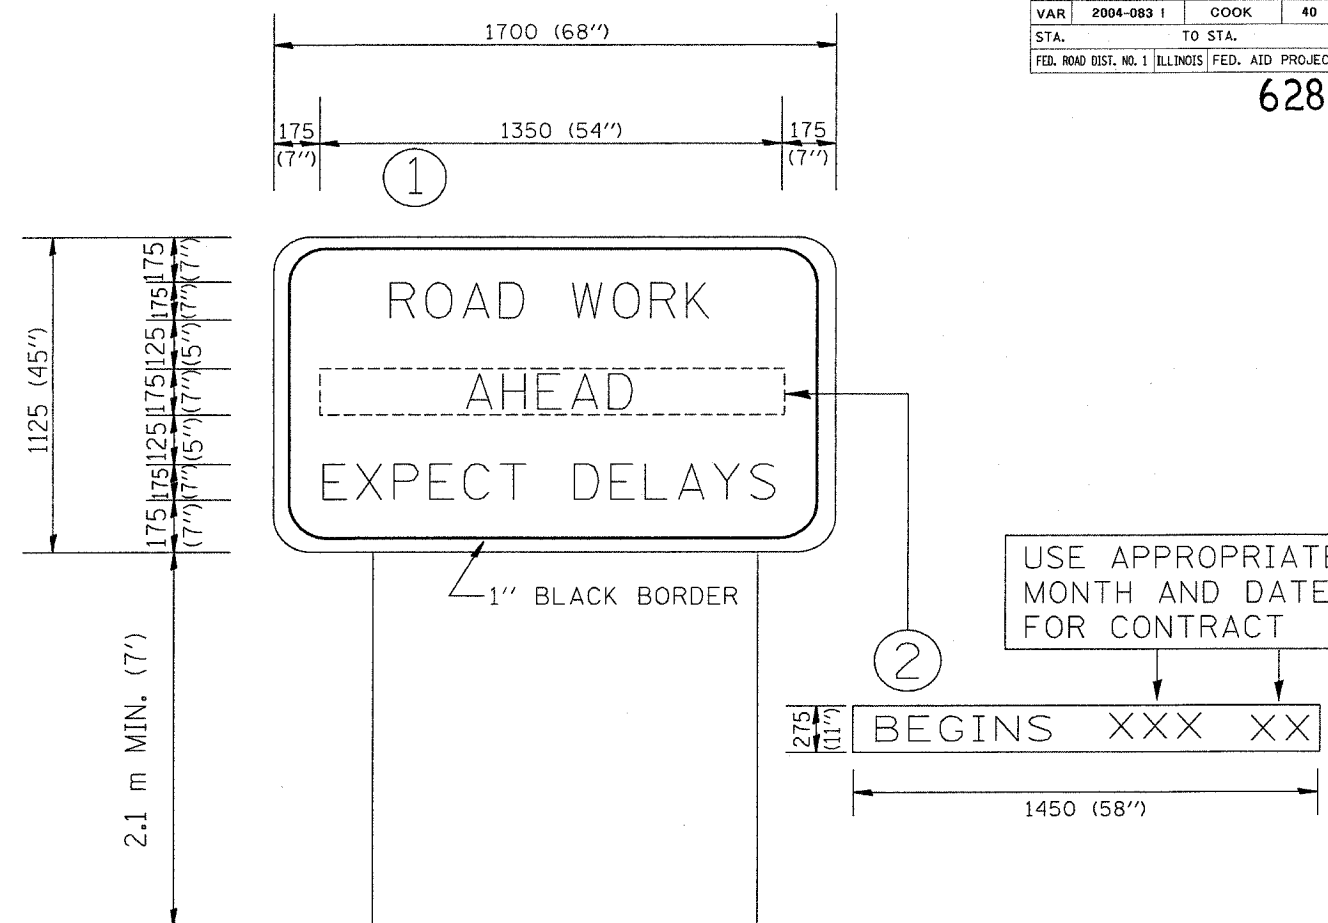 VAR 2004-083 I COOK 40
STA. TO STA.
FED. ROAD DIST. NO. 1 ILLINOIS FED. AID PROJEC
628
1700 (68'')
175 (7'')
1350 (54'')
175 (7'')
1
1125 (45'')
175 (7'')
175 (7'')
125 (5'')
175 (7'')
125 (5'')
175 (7'')
175 (7'')
ROAD WORK
AHEAD
EXPECT DELAYS
1'' BLACK BORDER
2.1 m MIN. (7')
USE APPROPRIATE
MONTH AND DATE
FOR CONTRACT
2
275 (11'')
BEGINS XXX XX
1450 (58'')